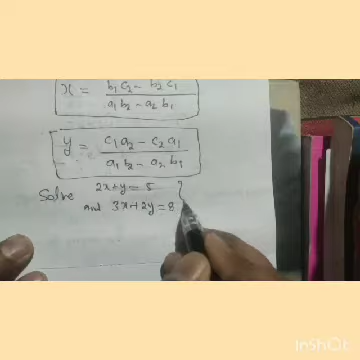 x = b₁c₂ - b₂c₁ / a₁b₂ - a₂b₁
y = c₁a₂ - c₂a₁ / a₁b₂ - a₂b₁
Solve 2x+y = 5
and 3x+2y = 8
InShOt